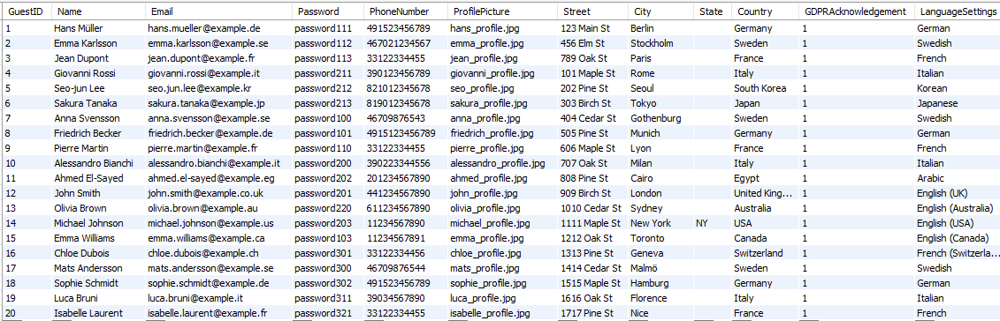 GuestID Name Email Password PhoneNumber ProfilePicture Street City State Country GDPRAcknowledgement LanguageSettings
1 Hans Müller hans.mueller@example.de password111 491523456789 hans_profile.jpg 123 Main St Berlin Germany 1 German
2 Emma Karlsson emma.karlsson@example.se password112 467021234567 emma_profile.jpg 456 Elm St Stockholm Sweden 1 Swedish
3 Jean Dupont jean.dupont@example.fr password113 33122334455 jean_profile.jpg 789 Oak St Paris France 1 French
4 Giovanni Rossi giovanni.rossi@example.it password211 390123456789 giovanni_profile.jpg 101 Maple St Rome Italy 1 Italian
5 Seo-jun Lee seo.jun.lee@example.kr password212 821012345678 seo_profile.jpg 202 Pine St Seoul South Korea 1 Korean
6 Sakura Tanaka sakura.tanaka@example.jp password213 819012345678 sakura_profile.jpg 303 Birch St Tokyo Japan 1 Japanese
7 Anna Svensson anna.svensson@example.se password100 46709876543 anna_profile.jpg 404 Cedar St Gothenburg Sweden 1 Swedish
8 Friedrich Becker friedrich.becker@example.de password101 4915123456789 friedrich_profile.jpg 505 Pine St Munich Germany 1 German
9 Pierre Martin pierre.martin@example.fr password110 33122334455 pierre_profile.jpg 606 Maple St Lyon France 1 French
10 Alessandro Bianchi alessandro.bianchi@example.it password200 390223344556 alessandro_profile.jpg 707 Oak St Milan Italy 1 Italian
11 Ahmed El-Sayed ahmed.el-sayed@example.eg password202 201234567890 ahmed_profile.jpg 808 Pine St Cairo Egypt 1 Arabic
12 John Smith john.smith@example.co.uk password201 441234567890 john_profile.jpg 909 Birch St London United King... 1 English (UK)
13 Olivia Brown olivia.brown@example.au password220 611234567890 olivia_profile.jpg 1010 Cedar St Sydney Australia 1 English (Australia)
14 Michael Johnson michael.johnson@example.us password203 11234567890 michael_profile.jpg 1111 Maple St New York NY USA 1 English (USA)
15 Emma Williams emma.williams@example.ca password103 11234567891 emma_profile.jpg 1212 Oak St Toronto Canada 1 English (Canada)
16 Chloe Dubois chloe.dubois@example.ch password301 33122334456 chloe_profile.jpg 1313 Pine St Geneva Switzerland 1 French (Switzerla...
17 Mats Andersson mats.andersson@example.se password300 46709876544 mats_profile.jpg 1414 Cedar St Malmö Sweden 1 Swedish
18 Sophie Schmidt sophie.schmidt@example.de password302 491523456789 sophie_profile.jpg 1515 Maple St Hamburg Germany 1 German
19 Luca Bruni luca.bruni@example.it password311 39034567890 luca_profile.jpg 1616 Oak St Florence Italy 1 Italian
20 Isabelle Laurent isabelle.laurent@example.fr password321 33122334455 isabelle_profile.jpg 1717 Pine St Nice France 1 French